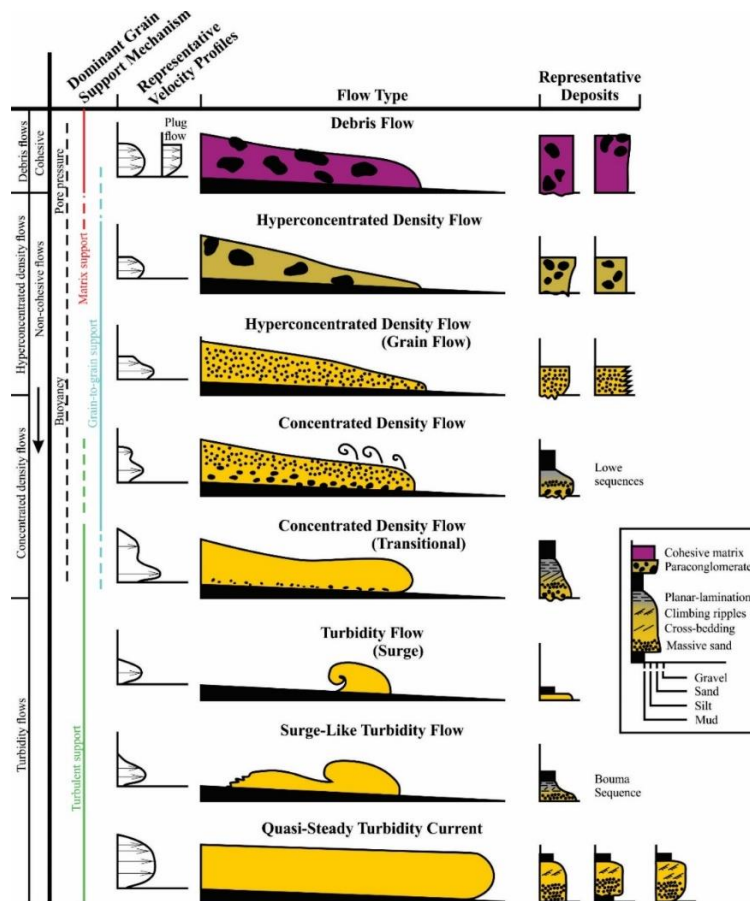 Dominant Grain
Support Mechanism
Representative
Velocity Profiles
Flow Type
Representative
Deposits
Debris flows
Cohesive
Hyperconcentrated density flows
Non-cohesive flows
Concentrated density flows
Turbidity flows
Pore pressure
Buoyancy
Matrix support
Grain-to-grain support
Turbulent support
Plug
flow
Debris Flow
Hyperconcentrated Density Flow
Hyperconcentrated Density Flow
(Grain Flow)
Concentrated Density Flow
Lowe
sequences
Concentrated Density Flow
(Transitional)
Turbidity Flow
(Surge)
Surge-Like Turbidity Flow
Bouma
Sequence
Quasi-Steady Turbidity Current
Cohesive matrix
Paraconglomerate
Planar-lamination
Climbing ripples
Cross-bedding
Massive sand
Gravel
Sand
Silt
Mud